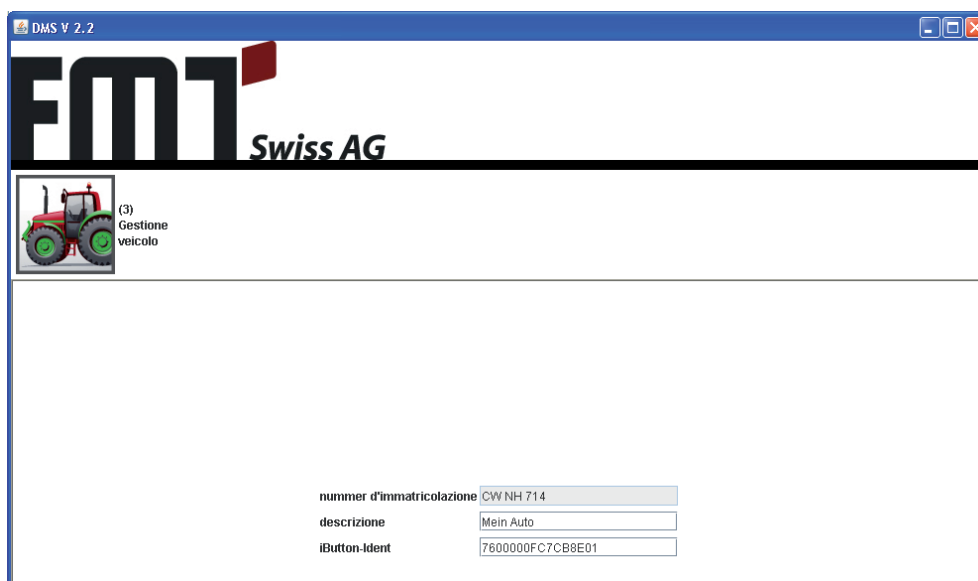 DMS V 2.2
FMT
Swiss AG
(3)
Gestione
veicolo
nummer d'immatricolazione CW NH 714
descrizione Mein Auto
iButton-Ident 7600000FC7CB8E01